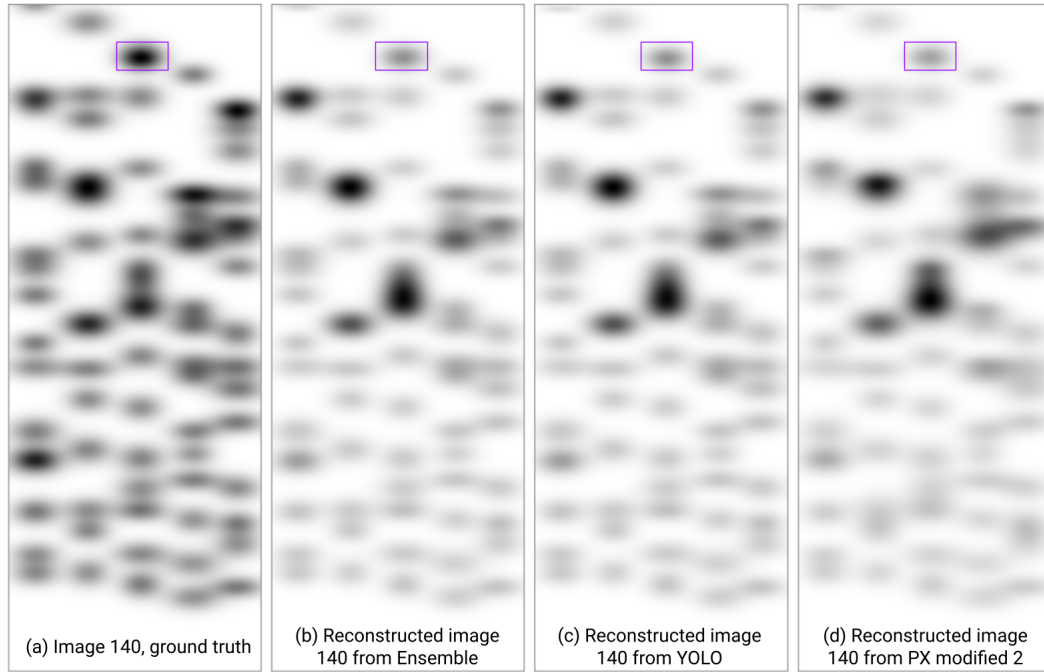 (a) Image 140, ground truth
(b) Reconstructed image
140 from Ensemble
(c) Reconstructed image
140 from YOLO
(d) Reconstructed image
140 from PX modified 2